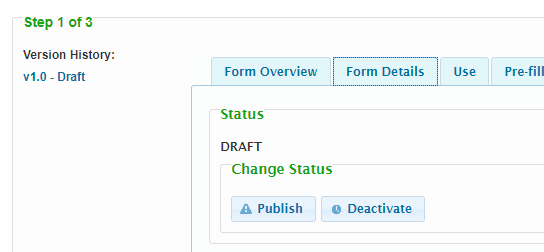 Step 1 of 3
Version History:
v1.0 - Draft
Form Overview
Form Details
Use
Pre-fill
Status
DRAFT
Change Status
Publish
Deactivate